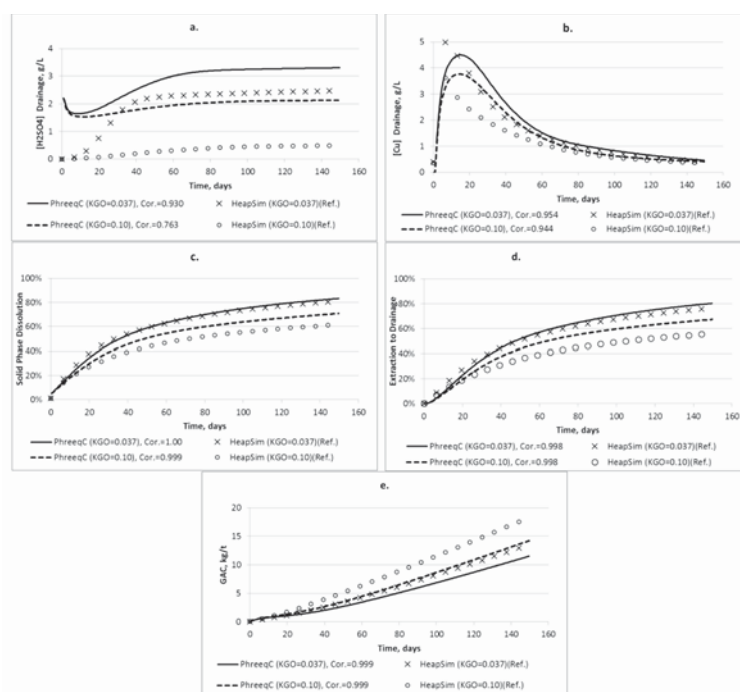 a.
[H2SO4] Drainage, g/L
4
3
2
1
0
0 20 40 60 80 100 120 140 160
Time, days
PhreeqC (KGO=0.037), Cor.=0.930 HeapSim (KGO=0.037)(Ref.)
PhreeqC (KGO=0.10), Cor.=0.763 HeapSim (KGO=0.10)(Ref.)
b.
[Cu] Drainage, g/L
5
4
3
2
1
0
0 20 40 60 80 100 120 140 160
Time, days
PhreeqC (KGO=0.037), Cor.=0.954 HeapSim (KGO=0.037)(Ref.)
PhreeqC (KGO=0.10), Cor.=0.944 HeapSim (KGO=0.10)(Ref.)
c.
Solid Phase Dissolution
100%
80%
60%
40%
20%
0%
0 20 40 60 80 100 120 140 160
Time, days
PhreeqC (KGO=0.037), Cor.=1.00 HeapSim (KGO=0.037)(Ref.)
PhreeqC (KGO=0.10), Cor.=0.999 HeapSim (KGO=0.10)(Ref.)
d.
Extraction to Drainage
100%
80%
60%
40%
20%
0%
0 20 40 60 80 100 120 140 160
Time, days
PhreeqC (KGO=0.037), Cor.=0.998 HeapSim (KGO=0.037)(Ref.)
PhreeqC (KGO=0.10), Cor.=0.998 HeapSim (KGO=0.10)(Ref.)
e.
GAC, kg/t
20
15
10
5
0
0 20 40 60 80 100 120 140 160
Time, days
PhreeqC (KGO=0.037), Cor.=0.999 HeapSim (KGO=0.037)(Ref.)
PhreeqC (KGO=0.10), Cor.=0.999 HeapSim (KGO=0.10)(Ref.)